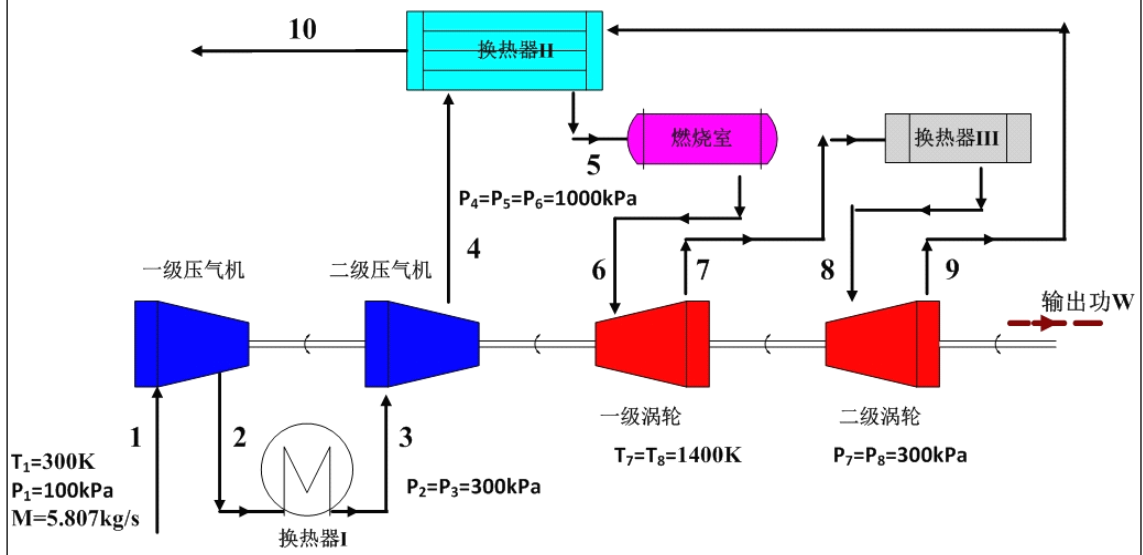 10
换热器II
燃烧室
换热器III
5
P4=P5=P6=1000kPa
4
一级压气机
二级压气机
6
7
8
9
输出功W
1
2
3
一级涡轮
二级涡轮
T7=T8=1400K
P7=P8=300kPa
T1=300K
P1=100kPa
M=5.807kg/s
P2=P3=300kPa
换热器I